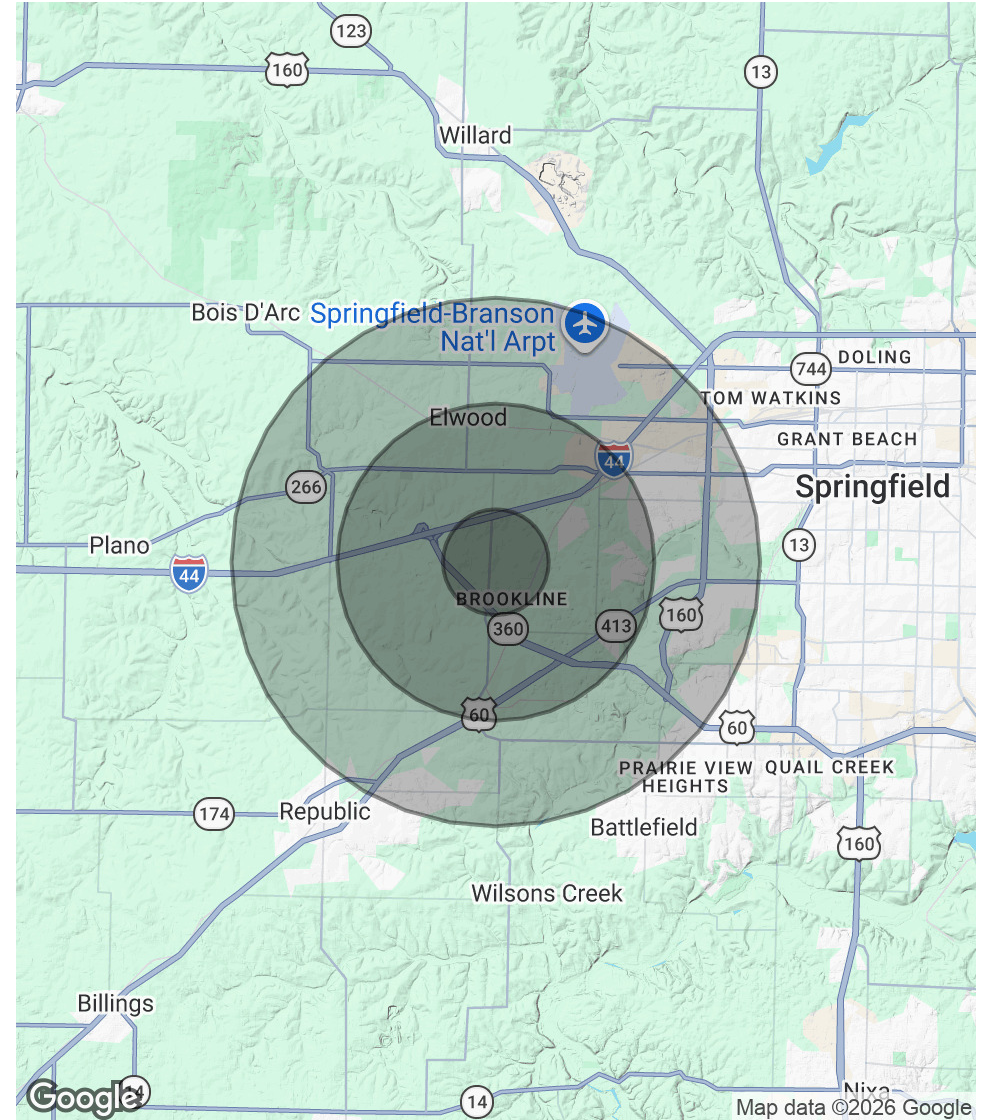 123
160
13
Willard
Bois D'Arc
Springfield-Branson
Nat'l Arpt
DOLING
744
TOM WATKINS
Elwood
GRANT BEACH
44
266
Springfield
Plano
13
44
BROOKLINE
360
413
160
60
60
PRAIRIE VIEW
HEIGHTS
QUAIL CREEK
174
Republic
Battlefield
160
Wilsons Creek
Billings
Google
14
Nixa
Map data ©2026 Google